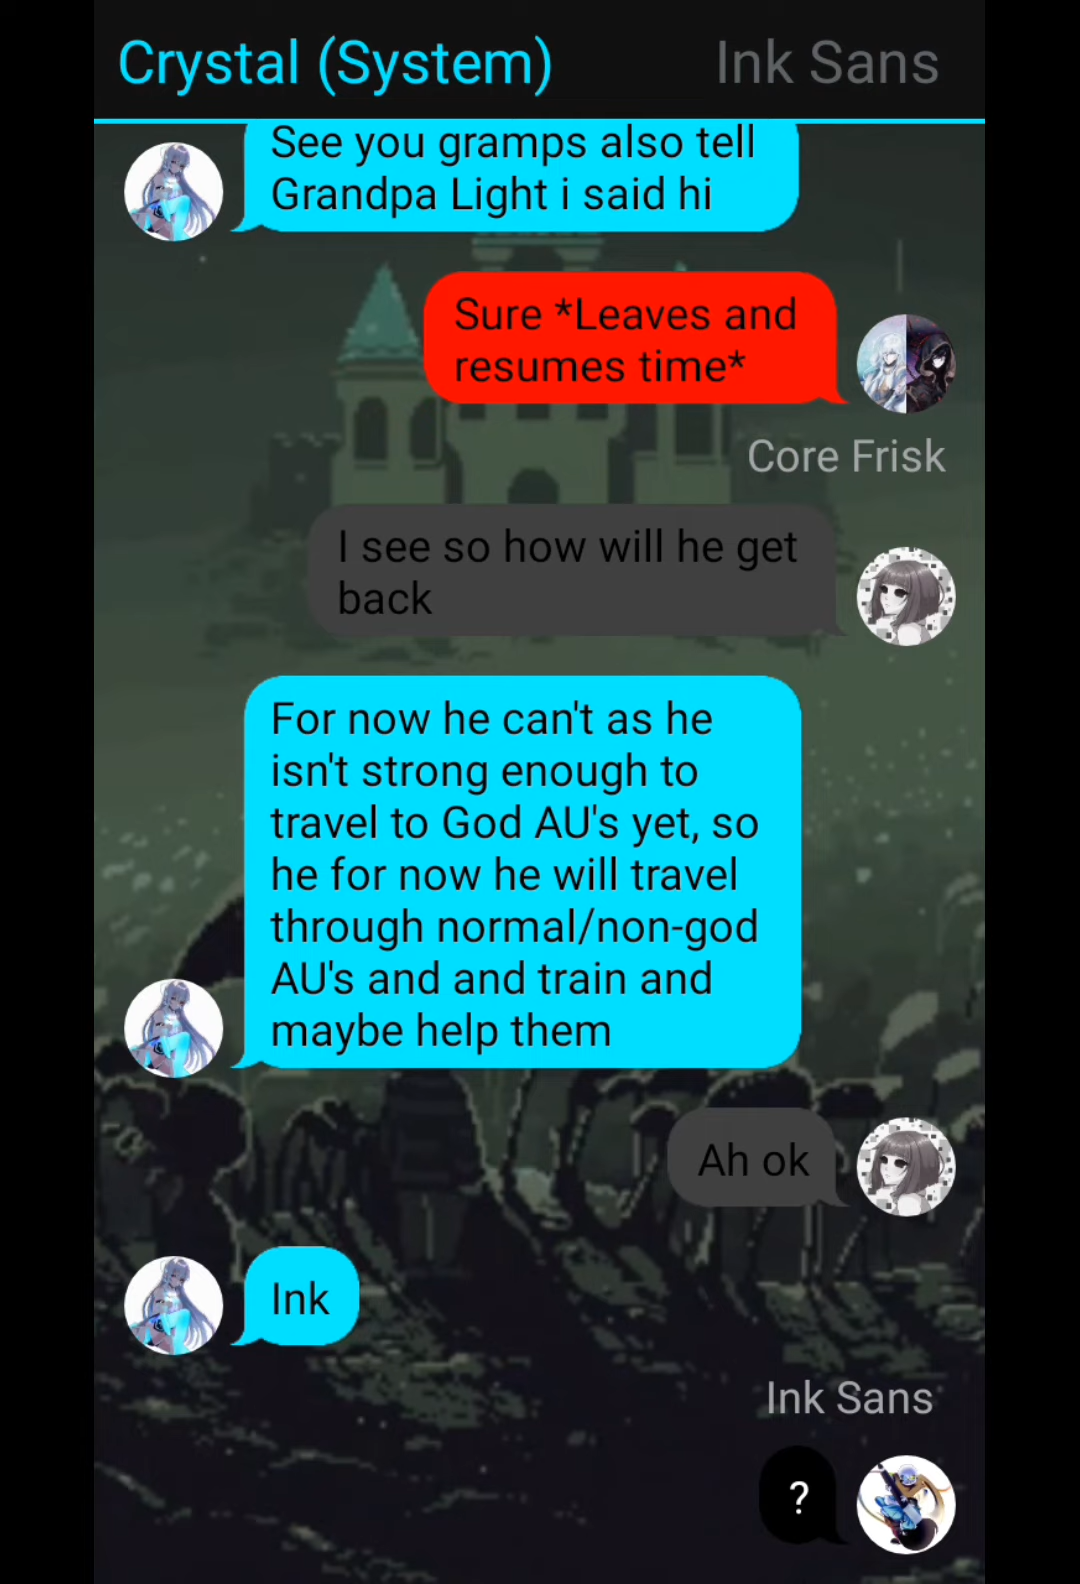 Crystal (System) Ink Sans
See you gramps also tell
Grandpa Light i said hi
Sure *Leaves and
resumes time*
Core Frisk
I see so how will he get
back
For now he can't as he
isn't strong enough to
travel to God AU's yet, so
he for now he will travel
through normal/non-god
AU's and and train and
maybe help them
Ah ok
Ink
Ink Sans
?